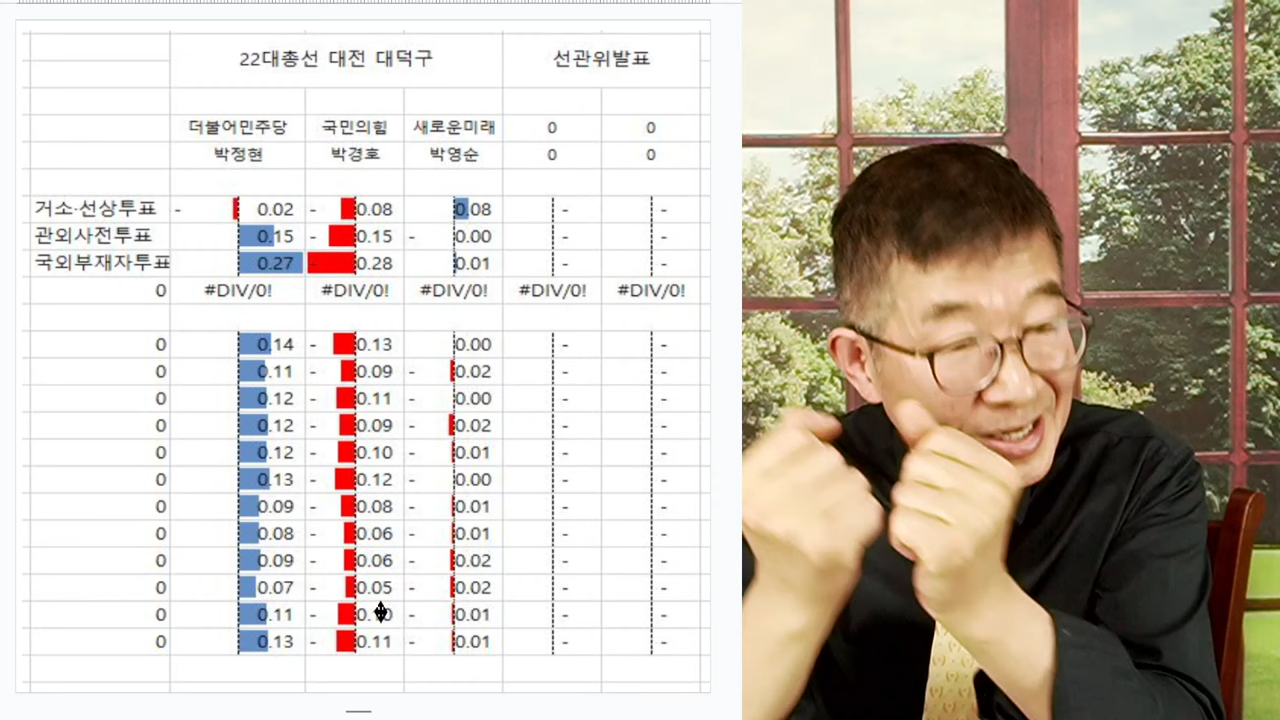 22대총선 대전 대덕구 선관위발표
더불어민주당 국민의힘 새로운미래 0 0
박정현 박경호 박영순 0 0
거소·선상투표 - 0.02 - 0.08 0.08 - -
관외사전투표 0.15 - 0.15 - 0.00 - -
국외부재자투표 0.27 - 0.28 0.01 - -
0 #DIV/0! #DIV/0! #DIV/0! #DIV/0! #DIV/0!
0 0.14 - 0.13 0.00 - -
0 0.11 - 0.09 - 0.02 - -
0 0.12 - 0.11 - 0.00 - -
0 0.12 - 0.09 - 0.02 - -
0 0.12 - 0.10 - 0.01 - -
0 0.13 - 0.12 - 0.00 - -
0 0.09 - 0.08 - 0.01 - -
0 0.08 - 0.06 - 0.01 - -
0 0.09 - 0.06 - 0.02 - -
0 0.07 - 0.05 - 0.02 - -
0 0.11 - - 0.01 - -
0 0.13 - 0.11 - 0.01 - -